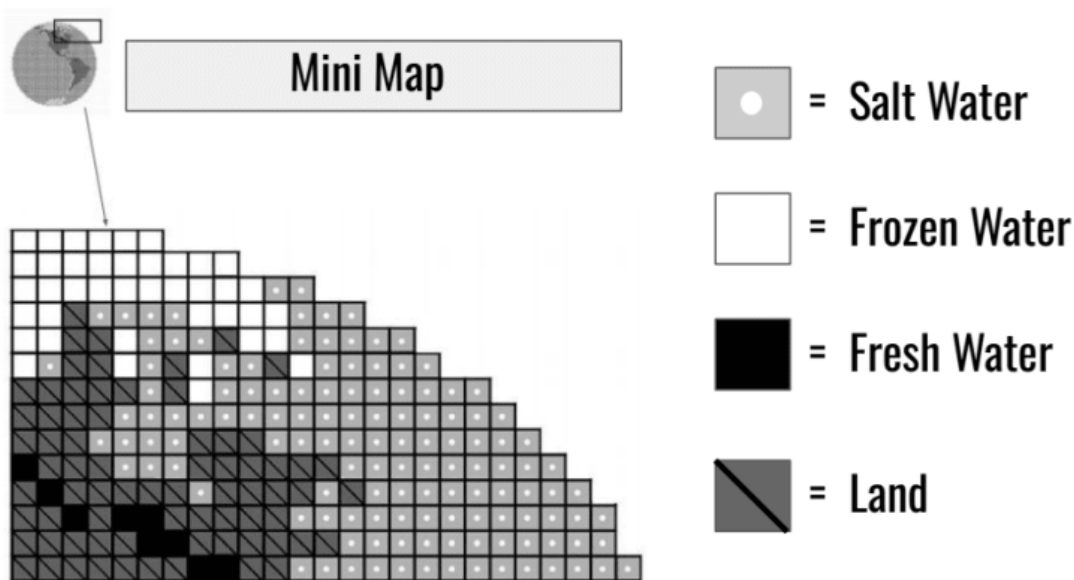 Mini Map
= Salt Water
= Frozen Water
= Fresh Water
= Land